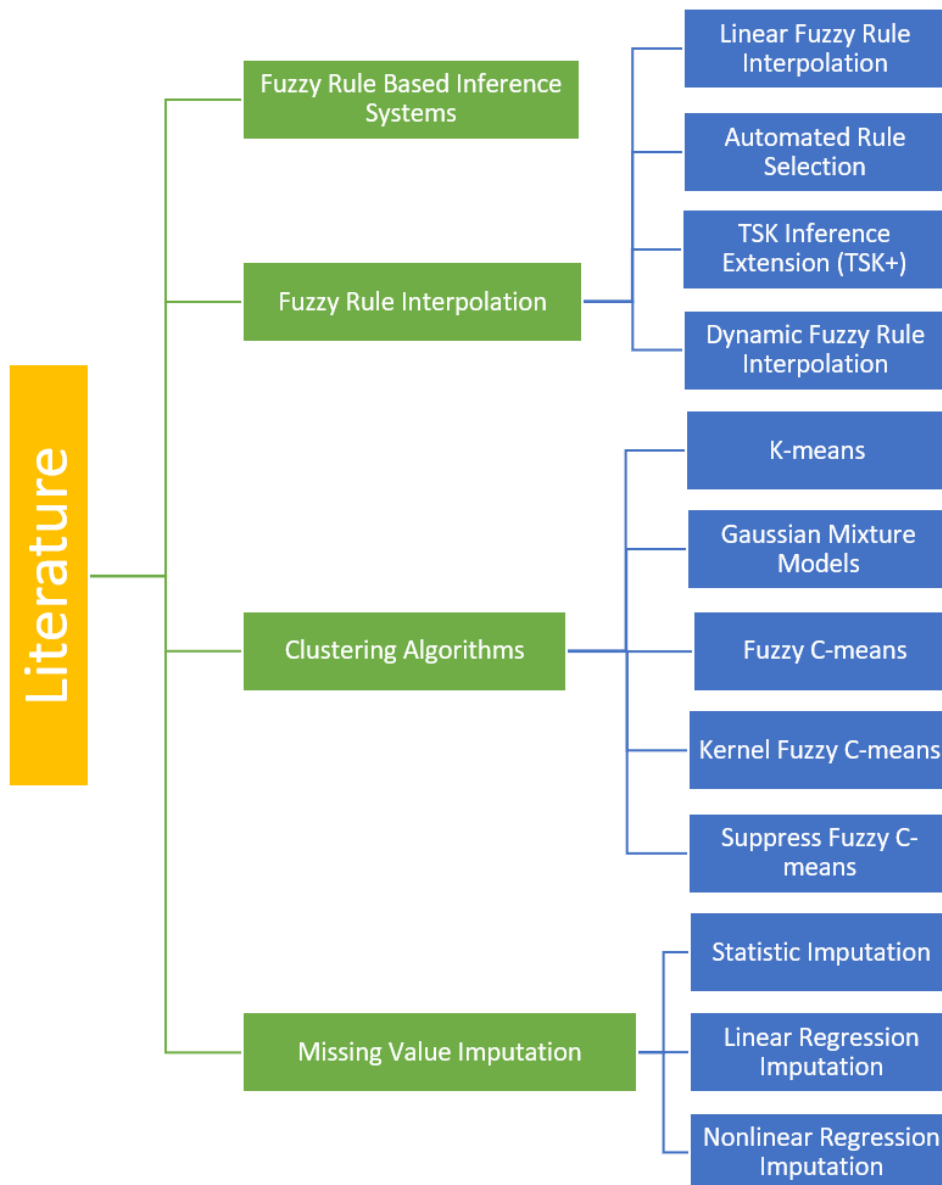 Literature
Fuzzy Rule Based Inference
Systems
Fuzzy Rule Interpolation
Linear Fuzzy Rule
Interpolation
Automated Rule
Selection
TSK Inference
Extension (TSK+)
Dynamic Fuzzy Rule
Interpolation
Clustering Algorithms
K-means
Gaussian Mixture
Models
Fuzzy C-means
Kernel Fuzzy C-means
Suppress Fuzzy C-
means
Missing Value Imputation
Statistic Imputation
Linear Regression
Imputation
Nonlinear Regression
Imputation